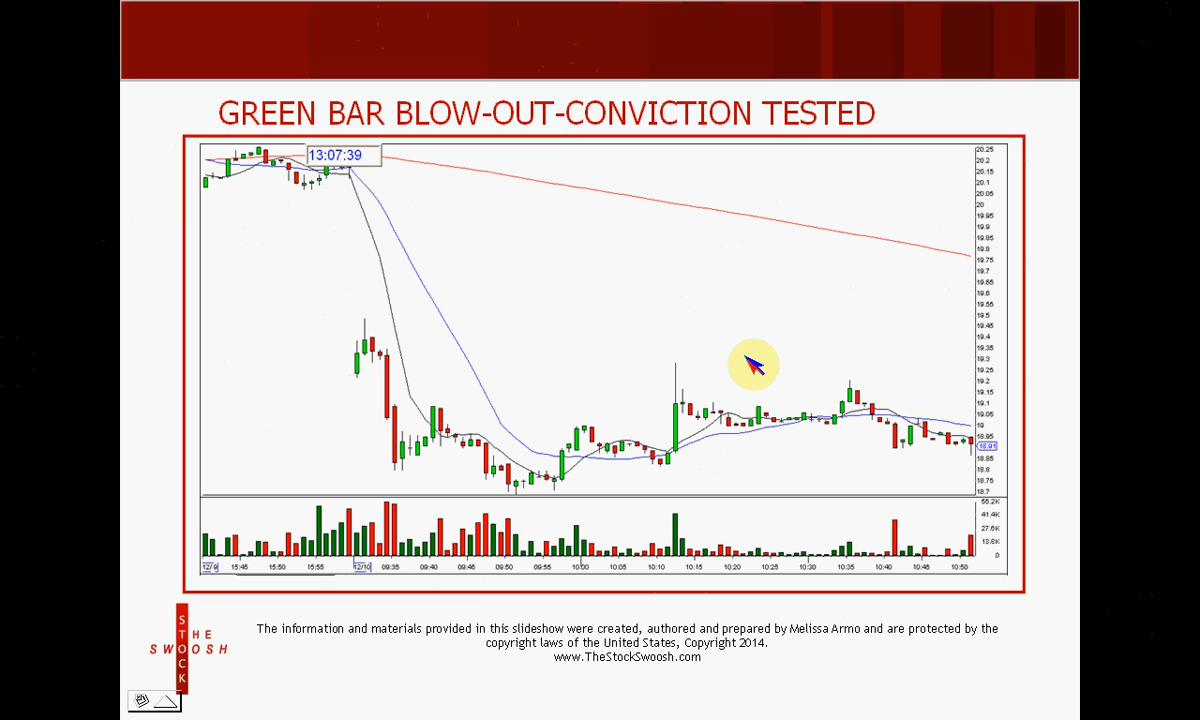 GREEN BAR BLOW-OUT-CONVICTION TESTED
13:07:39
20.25
20.2
20.15
20.1
20.05
20
19.95
19.9
19.85
19.8
19.75
19.7
19.65
19.6
19.55
19.5
19.45
19.4
19.35
19.3
19.25
19.2
19.15
19.1
19.05
19
18.95
18.91
18.85
18.8
18.75
18.7
55.2K
41.4K
27.6K
13.8K
0
12/9 15:45 15:50 15:55 12/10 09:35 09:40 09:45 09:50 09:55 10:00 10:05 10:10 10:15 10:20 10:25 10:30 10:35 10:40 10:45 10:50
THE
STOCK
SWOOSH
The information and materials provided in this slideshow were created, authored and prepared by Melissa Armo and are protected by the
copyright laws of the United States, Copyright 2014.
www.TheStockSwoosh.com